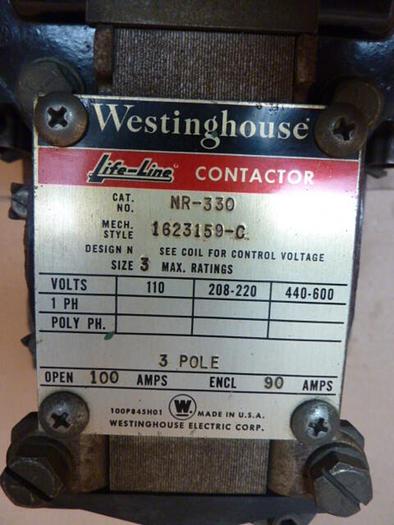 Westinghouse
Life-Line CONTACTOR
CAT. NO. NR-330
MECH. STYLE 1623159-C
DESIGN N SEE COIL FOR CONTROL VOLTAGE
SIZE 3 MAX. RATINGS
VOLTS 110 208-220 440-600
1 PH
POLY PH.
3 POLE
OPEN 100 AMPS ENCL 90 AMPS
100P845H01 W MADE IN U.S.A.
WESTINGHOUSE ELECTRIC CORP.